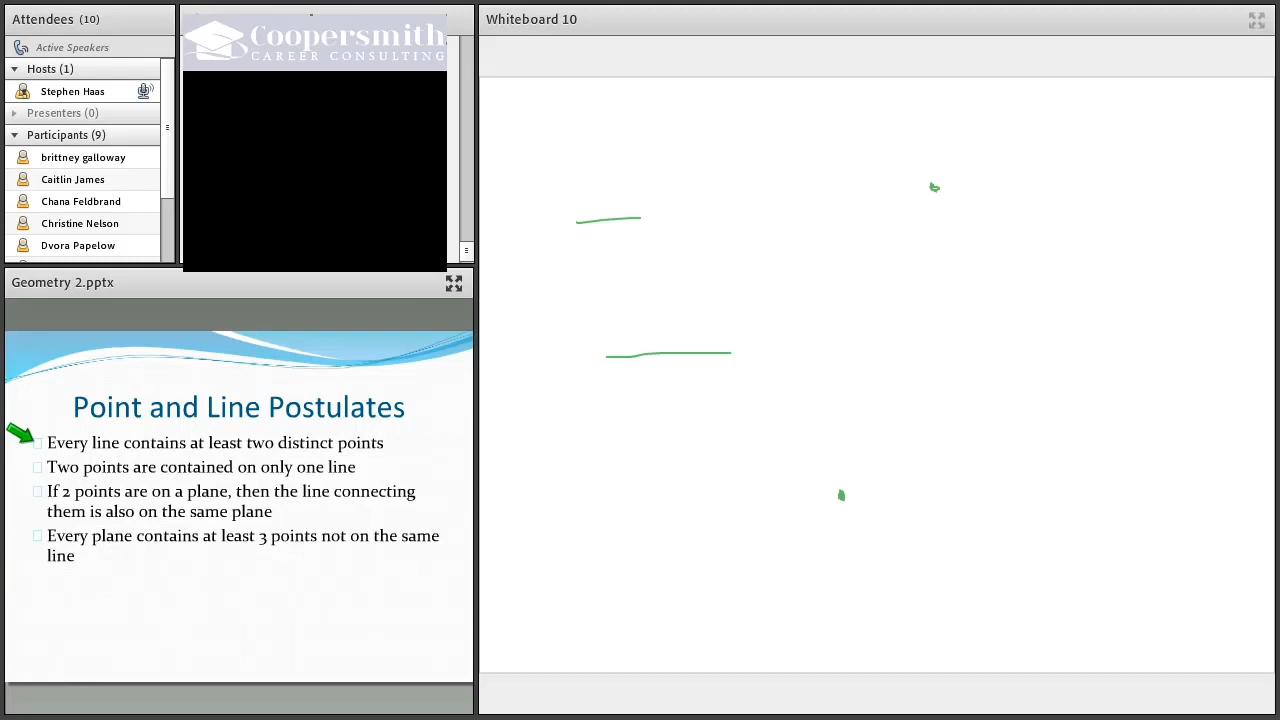 Attendees (10)
Active Speakers
Hosts (1)
Stephen Haas
Presenters (0)
Participants (9)
brittney galloway
Caitlin James
Chana Feldbrand
Christine Nelson
Dvora Papelow
Coopersmith
CAREER CONSULTING
Geometry 2.pptx
Point and Line Postulates
Every line contains at least two distinct points
Two points are contained on only one line
If 2 points are on a plane, then the line connecting
them is also on the same plane
Every plane contains at least 3 points not on the same
line
Whiteboard 10